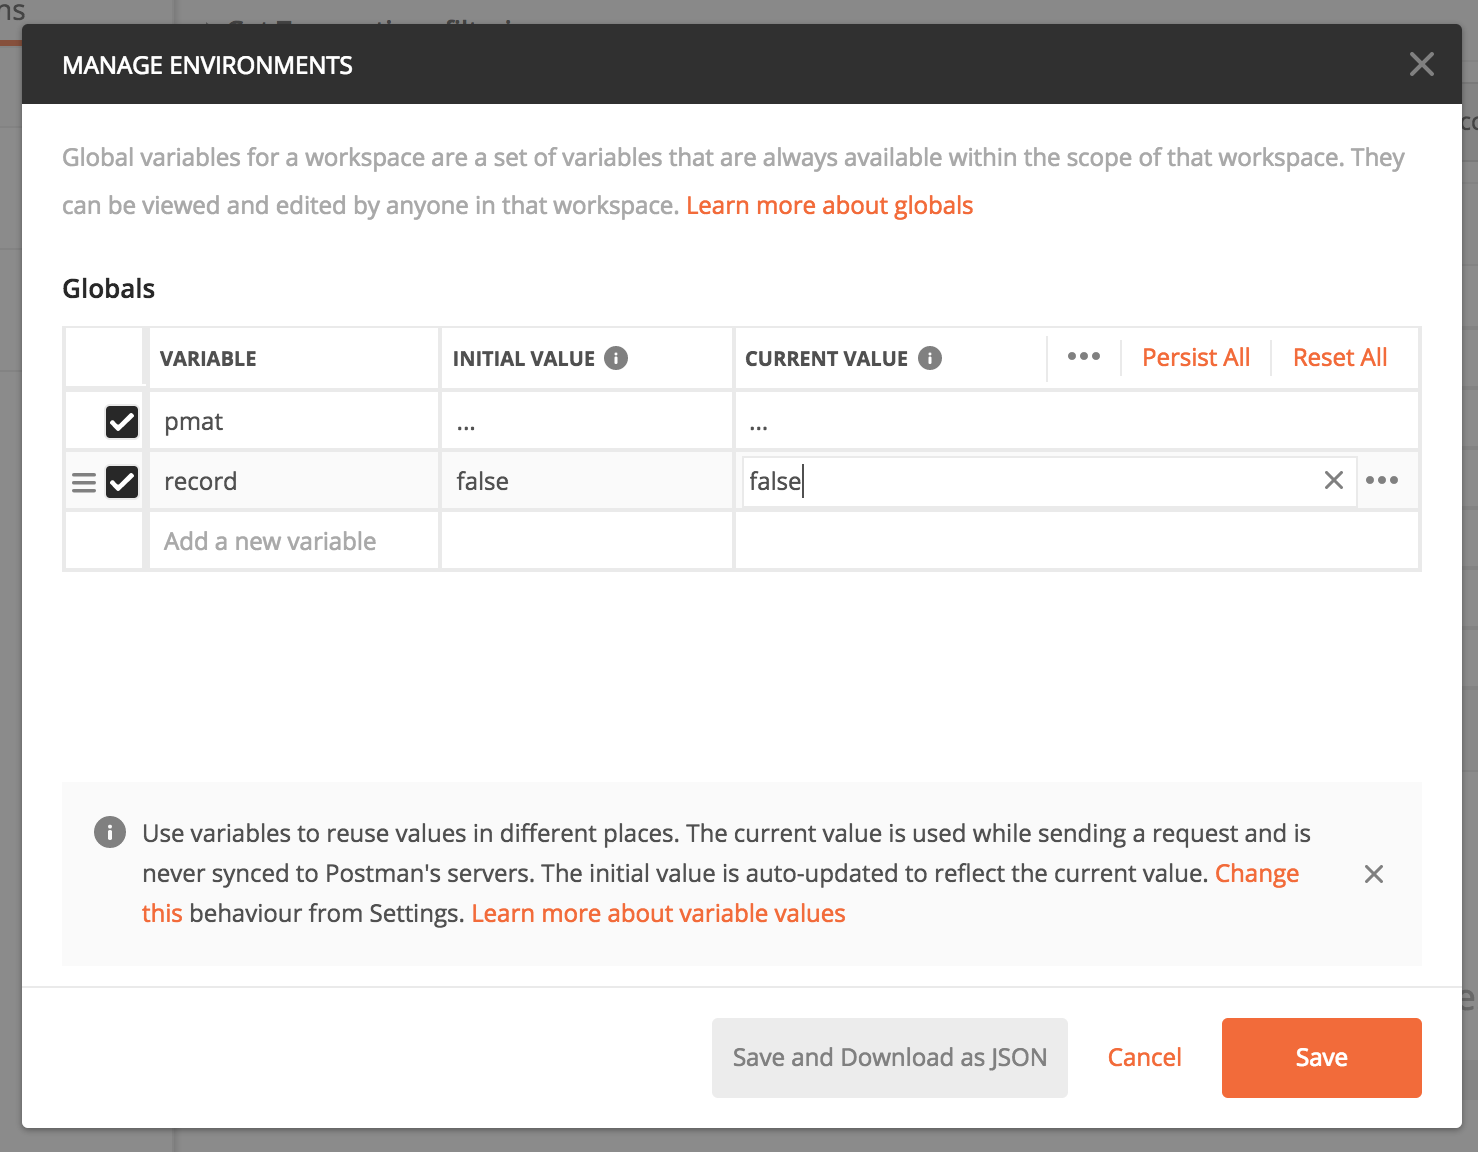 ns
MANAGE ENVIRONMENTS
Global variables for a workspace are a set of variables that are always available within the scope of that workspace. They
can be viewed and edited by anyone in that workspace. Learn more about globals
Globals
VARIABLE INITIAL VALUE CURRENT VALUE ••• Persist All Reset All
pmat ... ...
record false false •••
Add a new variable
Use variables to reuse values in different places. The current value is used while sending a request and is
never synced to Postman's servers. The initial value is auto-updated to reflect the current value. Change
this behaviour from Settings. Learn more about variable values
Save and Download as JSON Cancel Save